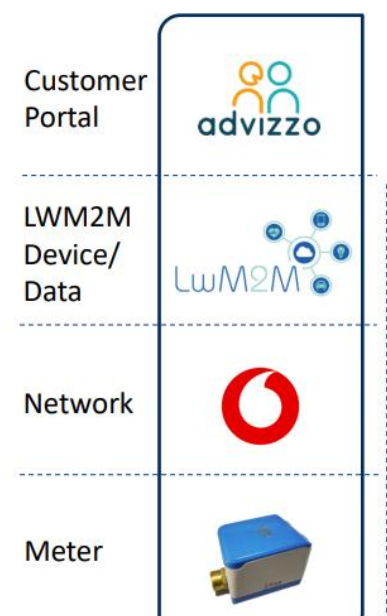 Customer
Portal
advizzo
LWM2M
Device/
Data
LwM2M
Network
Meter